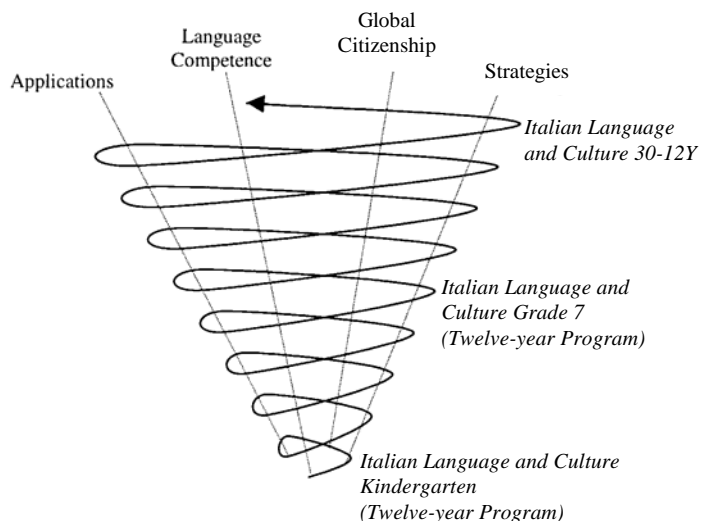 Global
Citizenship
Language
Competence
Applications
Strategies
Italian Language
and Culture 30-12Y
Italian Language and
Culture Grade 7
(Twelve-year Program)
Italian Language and Culture
Kindergarten
(Twelve-year Program)